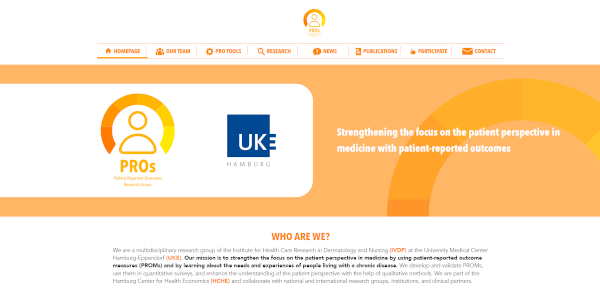 PROs
HOMEPAGE OUR TEAM PRO TOOLS RESEARCH NEWS PUBLICATIONS PARTICIPATE CONTACT
PROs
Patient-Reported Outcomes
Research Group
UKE
HAMBURG
Strengthening the focus on the patient perspective in
medicine with patient-reported outcomes
WHO ARE WE?
We are a multidisciplinary research group of the Institute for Health Care Research in Dermatology and Nursing (IVDP) at the University Medical Center
Hamburg-Eppendorf (UKE). Our mission is to strengthen the focus on the patient perspective in medicine by using patient-reported outcome
measures (PROMs) and by learning about the needs and experiences of people living with a chronic disease. We develop and validate PROMs,
use them in quantitative surveys, and enhance the understanding of the patient perspective with the help of qualitative methods. We are part of the
Hamburg Center for Health Economics (HCHE) and collaborate with national and international research groups, institutions, and clinical partners.